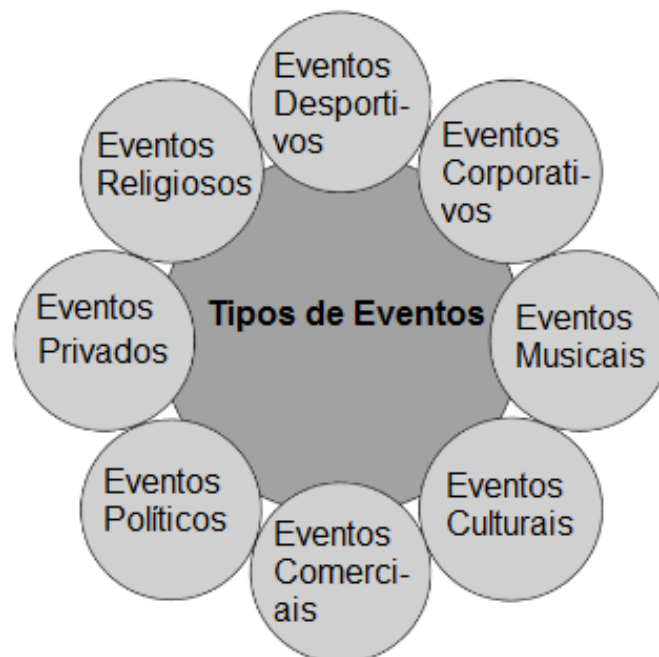 Eventos
Desporti-
vos
Eventos
Corporati-
vos
Eventos
Musicais
Eventos
Culturais
Eventos
Comerci-
ais
Eventos
Políticos
Eventos
Privados
Eventos
Religiosos
Tipos de Eventos